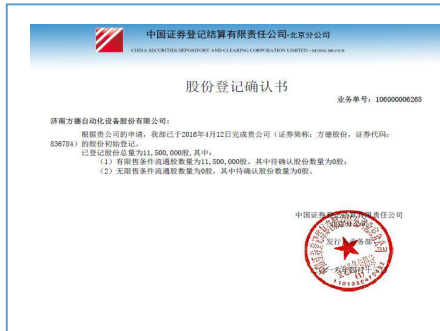 中国证券登记结算有限责任公司·北京分公司
CHINA SECURITIES DEPOSITORY AND CLEARING CORPORATION LIMITED · BEIJING BRANCH
股份登记确认书
业务单号：106000006268
济南方德自动化设备股份有限公司：
根据贵公司的申请，我部已于2016年4月12日完成贵公司（证券简称：方德股份，证券代码：
836784）的股份初始登记。
已登记股份总量为11,500,000股,其中：
（1）有限售条件流通股数量为11,500,000股，其中待确认股份数量为0股；
（2）无限售条件流通股数量为0股，其中待确认股份数量为0股。
中国证券登记结算有限责任公司
发行人业务部